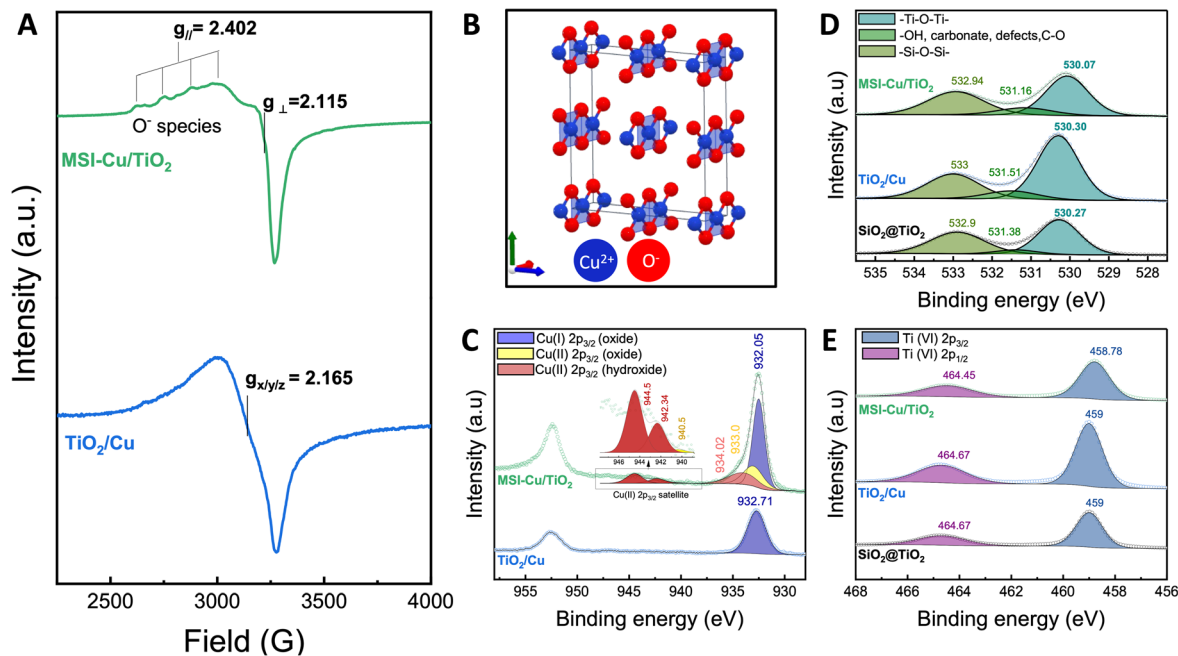 A
g// = 2.402
g⊥=2.115
O- species
MSI-Cu/TiO2
gx/y/z = 2.165
TiO2/Cu
Intensity (a.u.)
2500 3000 3500 4000
Field (G)
B
Cu2+
O-
C
Cu(I) 2p3/2 (oxide)
Cu(II) 2p3/2 (oxide)
Cu(II) 2p3/2 (hydroxide)
932.05
944.5
942.34
940.5
934.02
933.0
946 944 942 940
Cu(II) 2p3/2 satellite
MSI-Cu/TiO2
932.71
TiO2/Cu
Intensity (a.u)
955 950 945 940 935 930
Binding energy (eV)
D
-Ti-O-Ti-
-OH, carbonate, defects,C-O
-Si-O-Si-
MSI-Cu/TiO2
532.94
531.16
530.07
TiO2/Cu
533
531.51
530.30
SiO2@TiO2
532.9
531.38
530.27
Intensity (a.u)
535 534 533 532 531 530 529 528
Binding energy (eV)
E
Ti (VI) 2p3/2
Ti (VI) 2p1/2
464.45
458.78
MSI-Cu/TiO2
464.67
459
TiO2/Cu
464.67
459
SiO2@TiO2
Intensity (a.u)
468 466 464 462 460 458 456
Binding energy (eV)